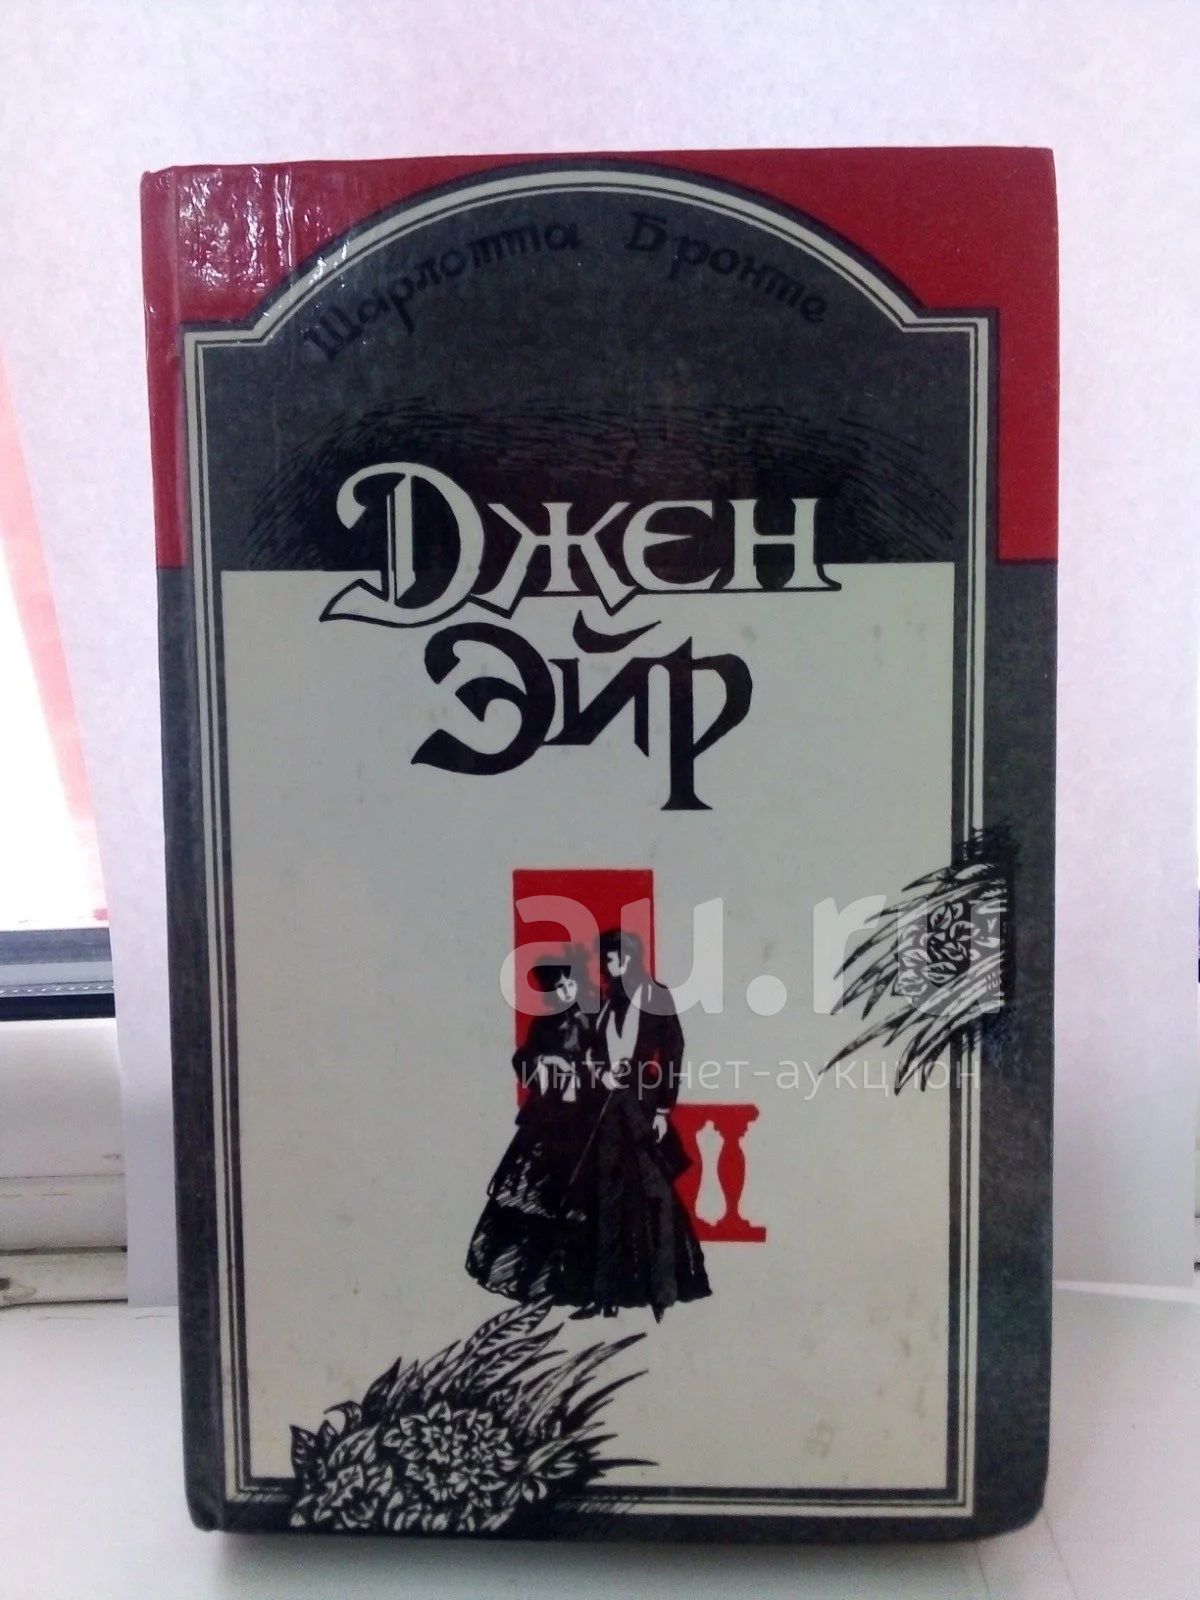 Шарлотта Бронте
Джен
Эйр
au.ru
интернет-аукцион